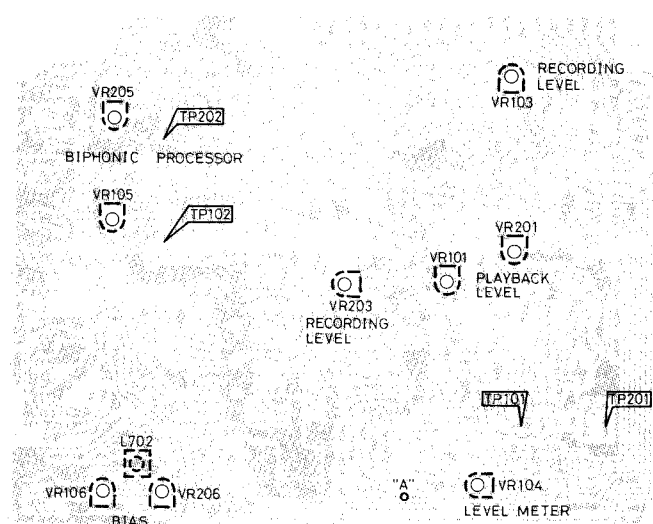 VR205
TP202
BIPHONIC PROCESSOR
VR105
TP102
RECORDING
LEVEL
VR103
VR201
VR101
PLAYBACK
LEVEL
VR203
RECORDING
LEVEL
TP101
TP201
L702
VR106
VR206
BIAS
"A"
VR104
LEVEL METER